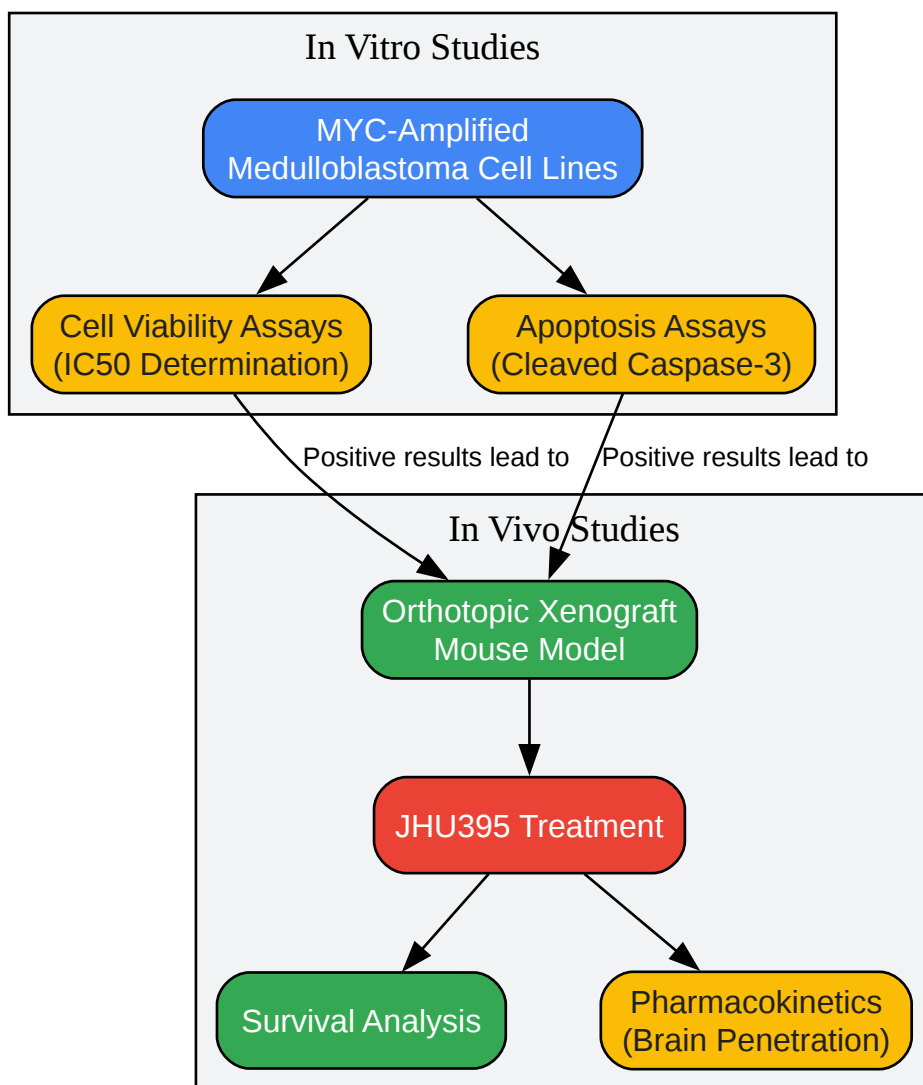 In Vitro Studies
MYC-Amplified
Medulloblastoma Cell Lines
Cell Viability Assays
(IC50 Determination)
Apoptosis Assays
(Cleaved Caspase-3)
Positive results lead to
Positive results lead to
In Vivo Studies
Orthotopic Xenograft
Mouse Model
JHU395 Treatment
Survival Analysis
Pharmacokinetics
(Brain Penetration)